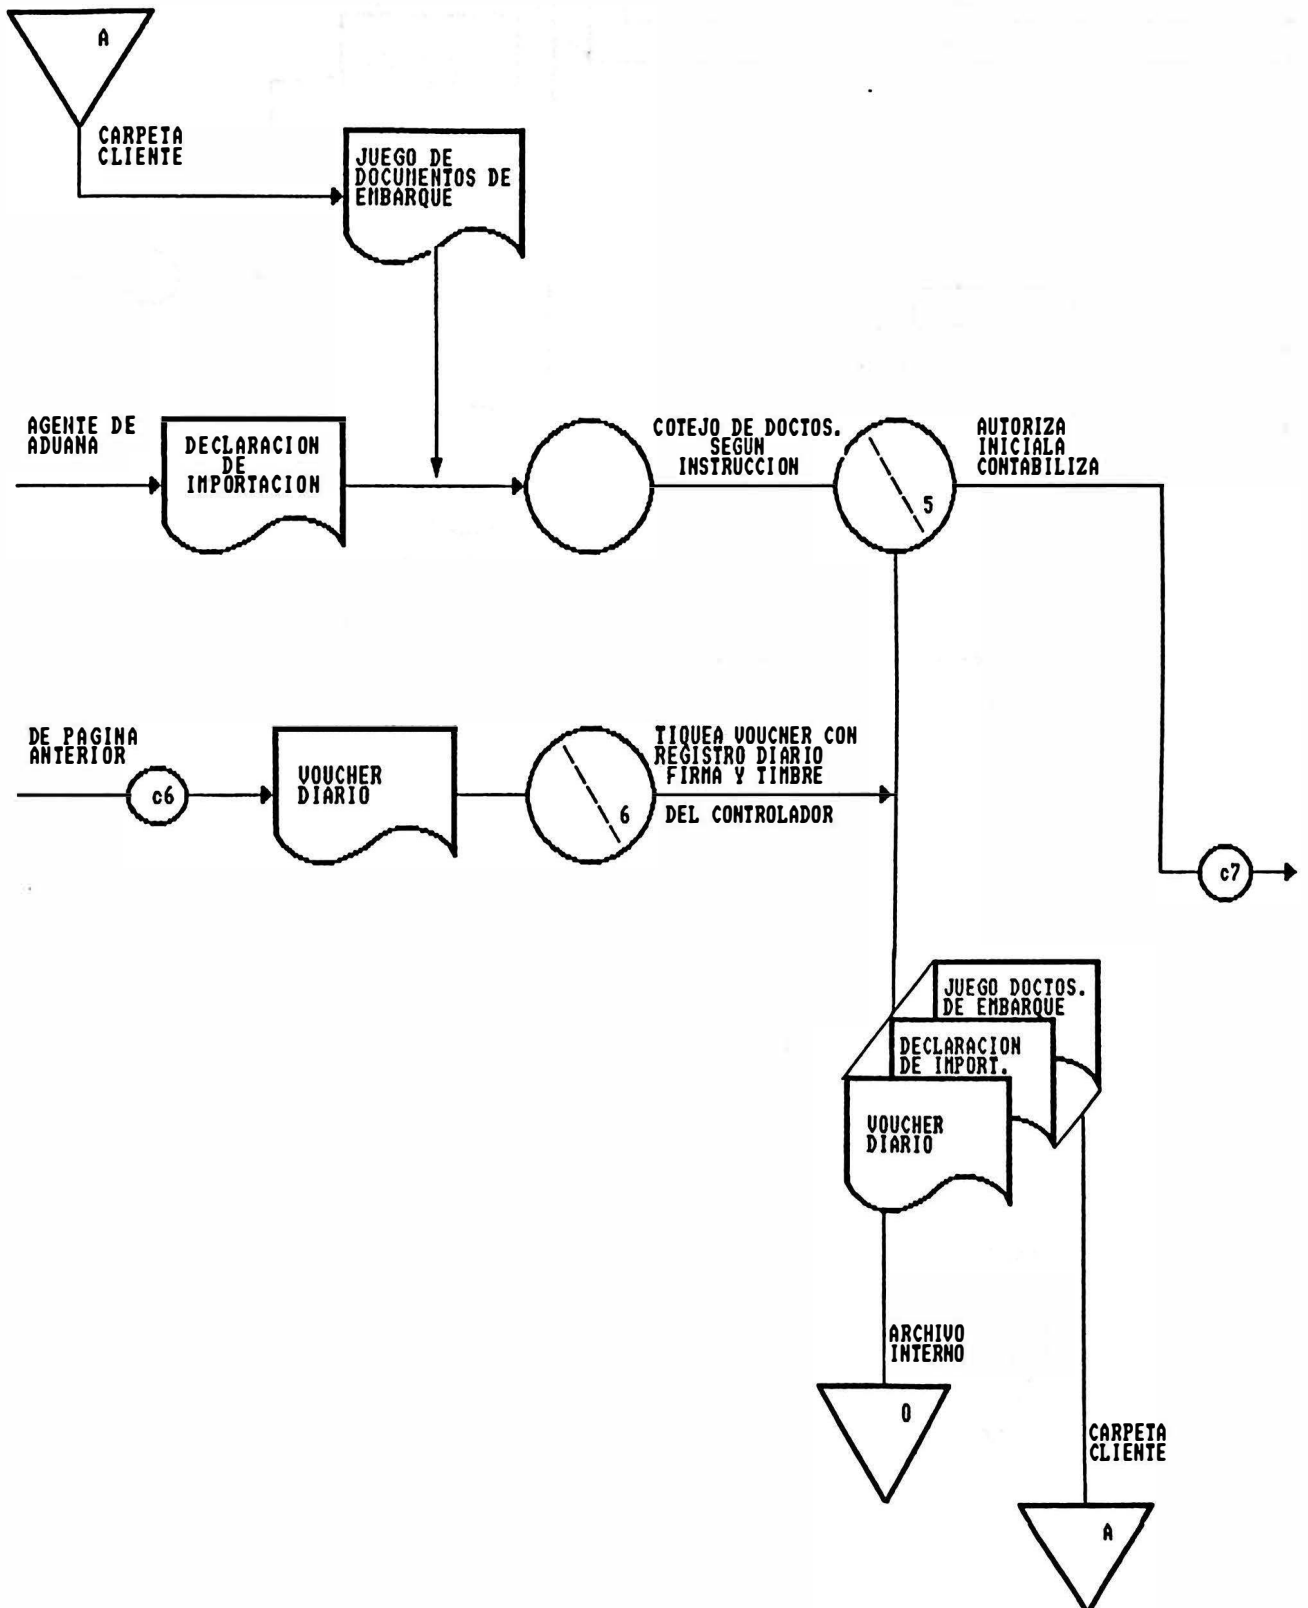 A
CARPETA
CLIENTE
JUEGO DE
DOCUMENTOS DE
EMBARQUE
AGENTE DE
ADUANA
DECLARACION
DE
IMPORTACION
COTEJO DE DOCTOS.
SEGUN
INSTRUCCION
5
AUTORIZA
INICIALA
CONTABILIZA
DE PAGINA
ANTERIOR
c6
VOUCHER
DIARIO
6
TIQUEA VOUCNER CON
REGISTRO DIARIO
FIRMA Y TIMBRE
DEL CONTROLADOR
c7
JUEGO DOCTOS.
DE EMBARQUE
DECLARACION
DE IMPORT.
VOUCHER
DIARIO
ARCHIVO
INTERNO
0
CARPETA
CLIENTE
A